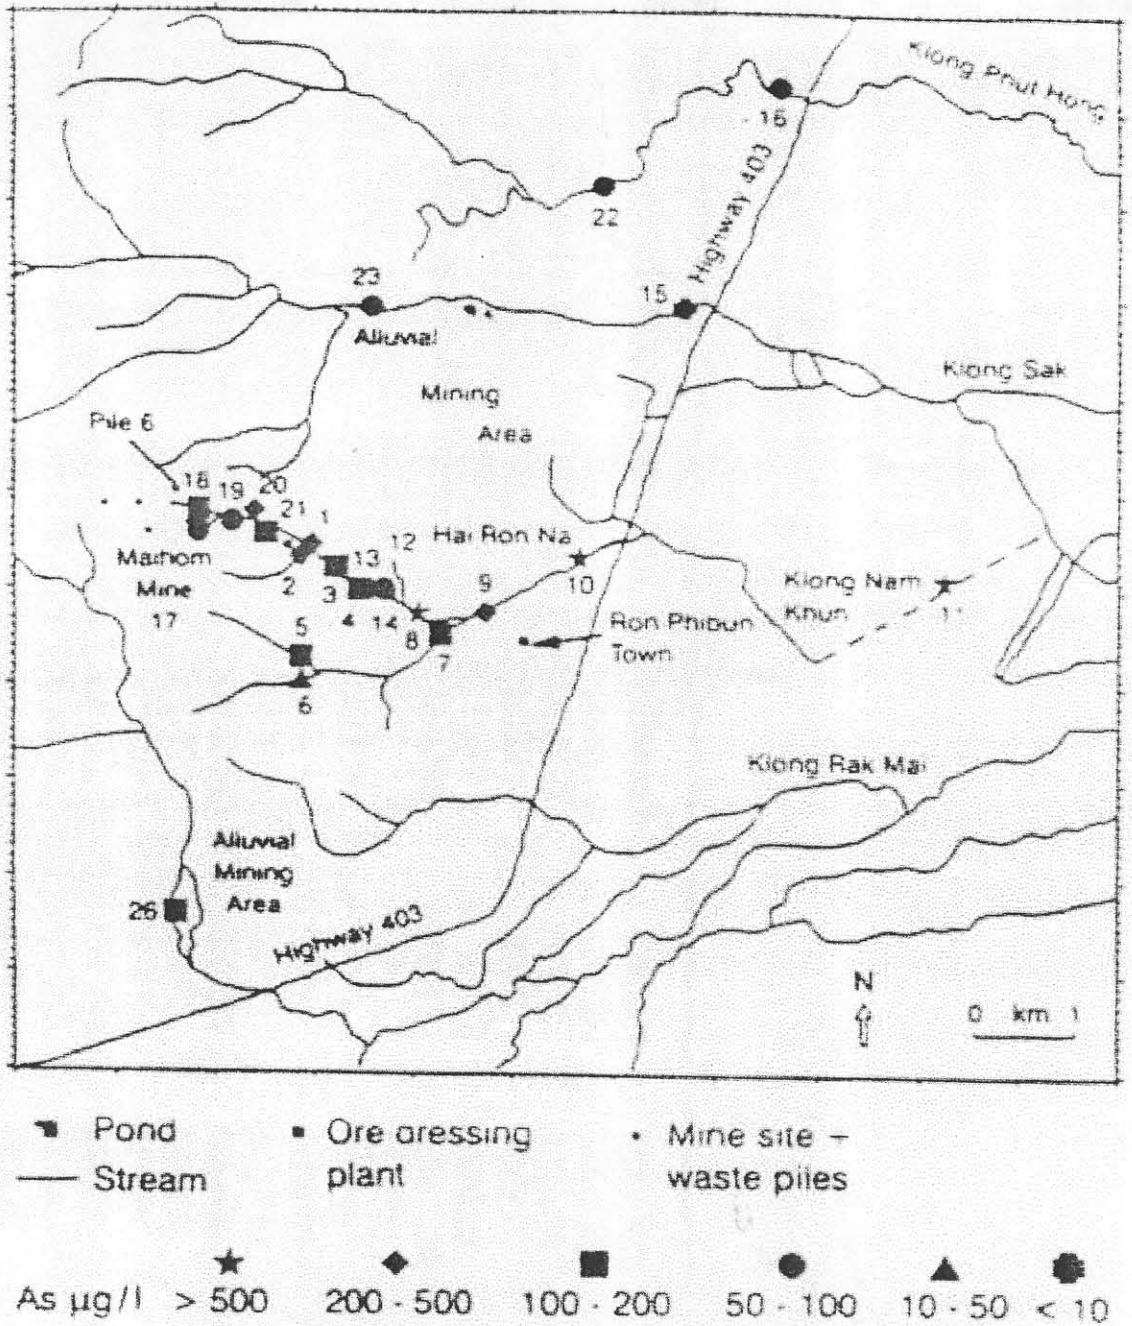 Klong Phut Hong
16
Highway 403
22
23
15
Alluvial
Klong Sak
Mining
Area
Pile 6
18
19
20
21
1
12
Hai Ron Na
13
Maihom
Mine
2
3
9
10
Klong Nam
Khun
17
5
4
14
8
Ron Phibun
Town
11
7
6
Klong Rak Mai
Alluvial
Mining
Area
26
Highway 403
N
0 km 1
Pond
Ore dressing
plant
Mine site +
waste piles
Stream
As µg/l > 500 200 - 500 100 - 200 50 - 100 10 - 50 < 10